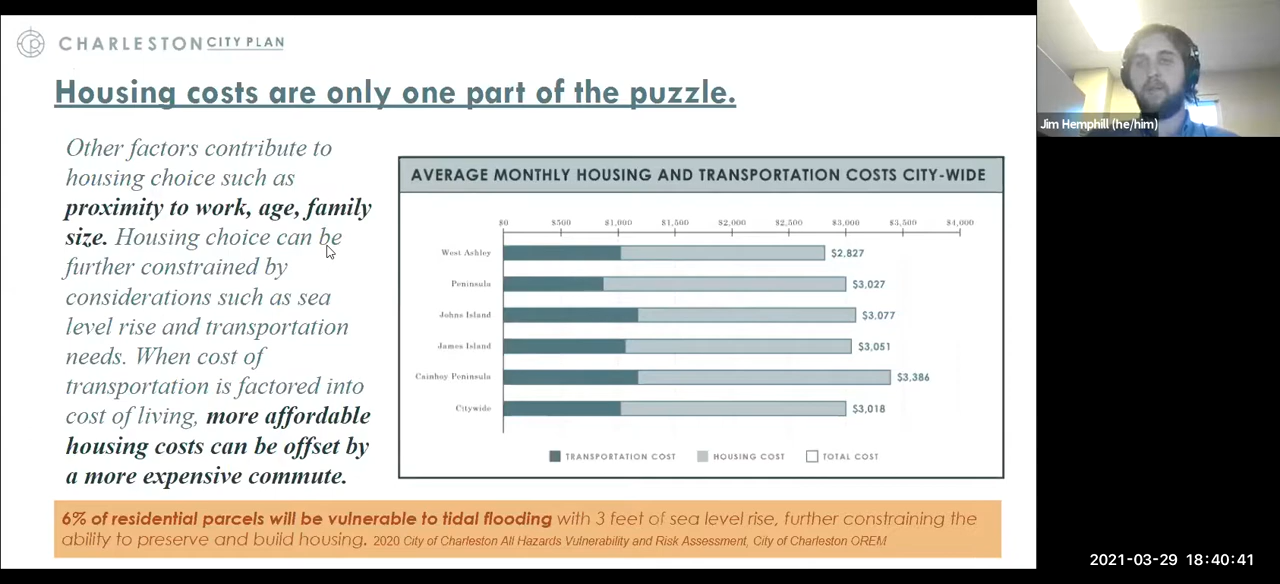 CHARLESTON CITY PLAN
Housing costs are only one part of the puzzle.
Other factors contribute to
housing choice such as
proximity to work, age, family
size. Housing choice can be
further constrained by
considerations such as sea
level rise and transportation
needs. When cost of
transportation is factored into
cost of living, more affordable
housing costs can be offset by
a more expensive commute.
AVERAGE MONTHLY HOUSING AND TRANSPORTATION COSTS CITY-WIDE
$0 $500 $1,000 $1,500 $2,000 $2,500 $3,000 $3,500 $4,000
West Ashley $2,827
Peninsula $3,027
Johns Island $3,077
James Island $3,051
Cainhoy Peninsula $3,386
Citywide $3,018
TRANSPORTATION COST HOUSING COST TOTAL COST
6% of residential parcels will be vulnerable to tidal flooding with 3 feet of sea level rise, further constraining the
ability to preserve and build housing. 2020 City of Charleston All Hazards Vulnerability and Risk Assessment, City of Charleston OREM
Jim Hemphill (he/him)
2021-03-29 18:40:41